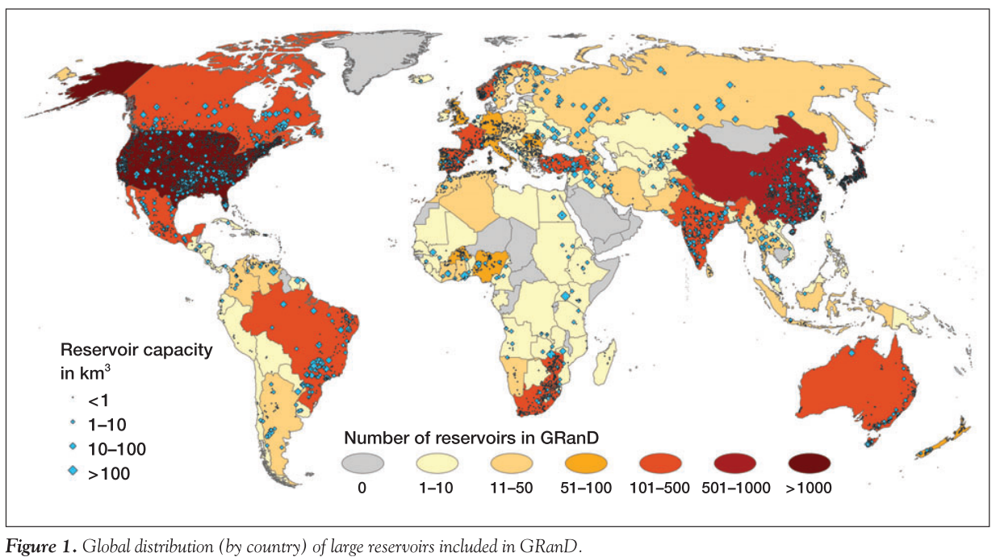 Reservoir capacity
in km³
<1
1–10
10–100
>100
Number of reservoirs in GRanD
0 1–10 11–50 51–100 101–500 501–1000 >1000
Figure 1. Global distribution (by country) of large reservoirs included in GRanD.